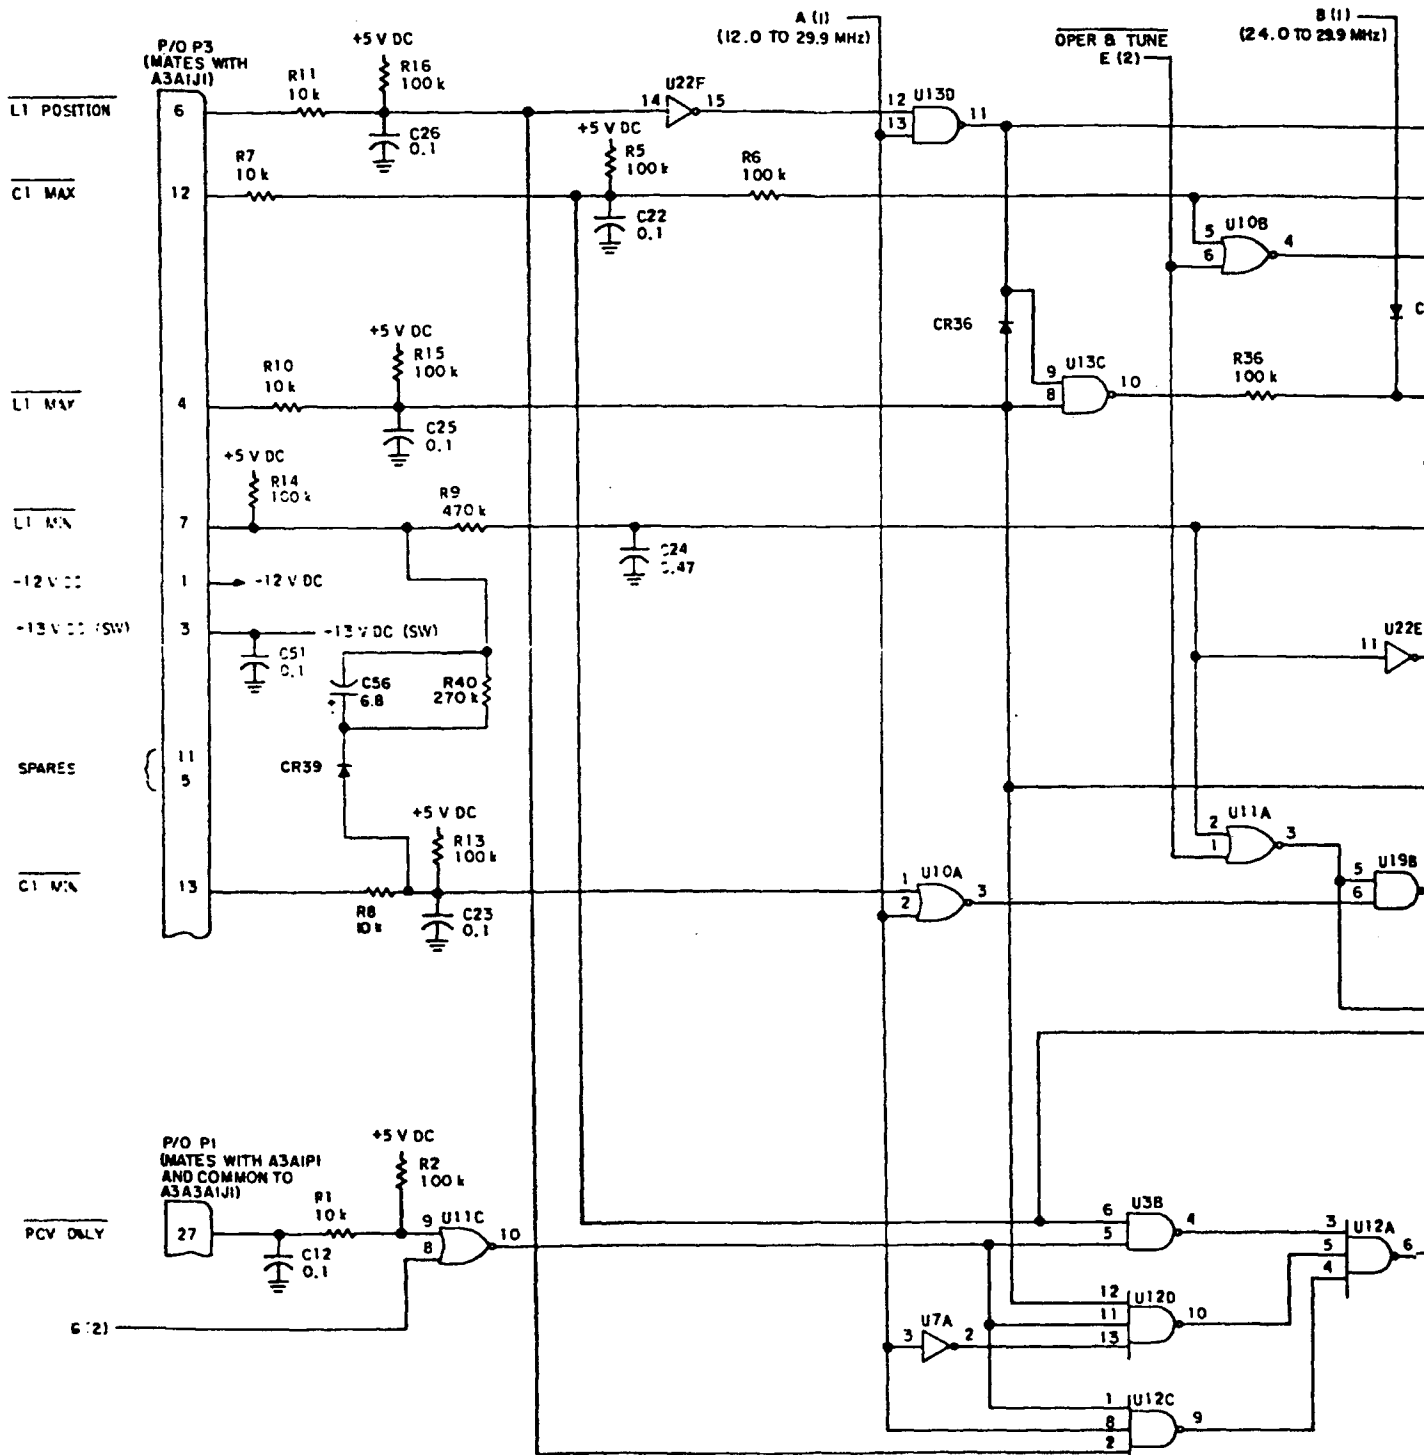 A (1)
(12.0 TO 29.9 MHz)
OPER & TUNE
E (2)
B (1)
(24.0 TO 29.9 MHz)
P/O P3
(MATES WITH
A3A1J1)
+5 V DC
R16
100 k
R11
10 k
L1 POSITION
6
C26
0.1
U22F
14
15
12
13
U13D
11
+5 V DC
R5
100 k
R7
10 k
R6
100 k
C1 MAX
12
C22
0.1
5
6
U10B
4
CR36
C
+5 V DC
R15
100 k
R10
10 k
L1 MAX
4
C25
0.1
9
8
U13C
10
R36
100 k
+5 V DC
R14
100 k
R9
470 k
L1 MIN
7
C24
0.47
1
-12 V DC
-13 V DC (SW)
3
-13 V DC (SW)
C51
0.1
C56
6.8
+
R40
270 k
U22E
11
SPARES
11
5
CR39
+5 V DC
R13
100 k
2
1
U11A
3
C1 MIN
13
R8
10 k
C23
0.1
1
2
U10A
3
5
6
U19B
P/O P1
(MATES WITH A3A1P1
AND COMMON TO
A3A3A1J1)
+5 V DC
R2
100 k
R1
10 k
PCV ONLY
27
C12
0.1
9
8
U11C
10
6
5
U3B
4
3
5
4
U12A
6
(2)
12
11
13
U12D
10
3
U7A
2
1
8
2
U12C
9